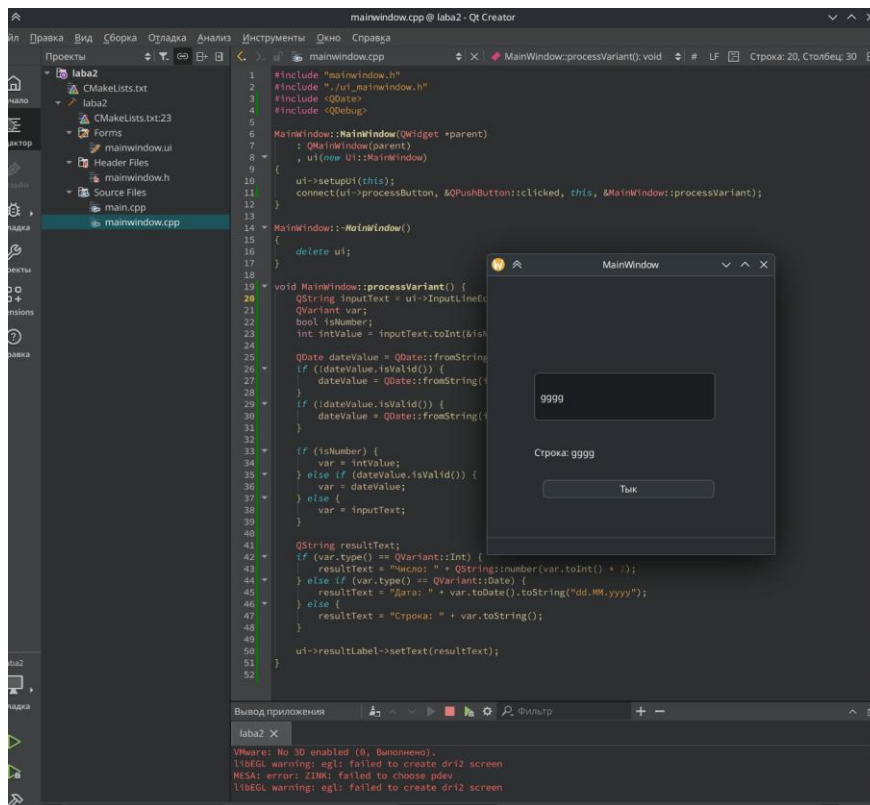 mainwindow.cpp @ laba2 - Qt Creator
Правка Вид Сборка Отладка Анализ Инструменты Окно Справка
Проекты
mainwindow.cpp
MainWindow::processVariant(): void
# LF Строка: 20, Столбец: 30
laba2
CMakeLists.txt
laba2
CMakeLists.txt:23
Forms
mainwindow.ui
Header Files
mainwindow.h
Source Files
main.cpp
mainwindow.cpp
1 #include "mainwindow.h"
2 #include "./ui_mainwindow.h"
3 #include <QDate>
4 #include <QDebug>
5
6 MainWindow::MainWindow(QWidget *parent)
7 : QMainWindow(parent)
8 , ui(new Ui::MainWindow)
9 {
10 ui->setupUi(this);
11 connect(ui->processButton, &QPushButton::clicked, this, &MainWindow::processVariant);
12 }
13
14 MainWindow::~MainWindow()
15 {
16 delete ui;
17 }
18
19 void MainWindow::processVariant() {
20 QString inputText = ui->InputLineEd
21 QVariant var;
22 bool isNumber;
23 int intValue = inputText.toInt(&isN
24
25 QDate dateValue = QDate::fromString
26 if (!dateValue.isValid()) {
27 dateValue = QDate::fromString(i
28 }
29 if (!dateValue.isValid()) {
30 dateValue = QDate::fromString(i
31 }
32
33 if (isNumber) {
34 var = intValue;
35 } else if (dateValue.isValid()) {
36 var = dateValue;
37 } else {
38 var = inputText;
39 }
40
41 QString resultText;
42 if (var.type() == QVariant::Int) {
43 resultText = "Число: " + QString::number(var.toInt() * 2);
44 } else if (var.type() == QVariant::Date) {
45 resultText = "Дата: " + var.toDate().toString("dd.MM.yyyy");
46 } else {
47 resultText = "Строка: " + var.toString();
48 }
49
50 ui->resultLabel->setText(resultText);
51 }
52
MainWindow
gggg
Строка: gggg
Тык
Вывод приложения
Фильтр
laba2
VMware: No 3D enabled (0, Выполнено).
libEGL warning: egl: failed to create dri2 screen
MESA: error: ZINK: failed to choose pdev
libEGL warning: egl: failed to create dri2 screen